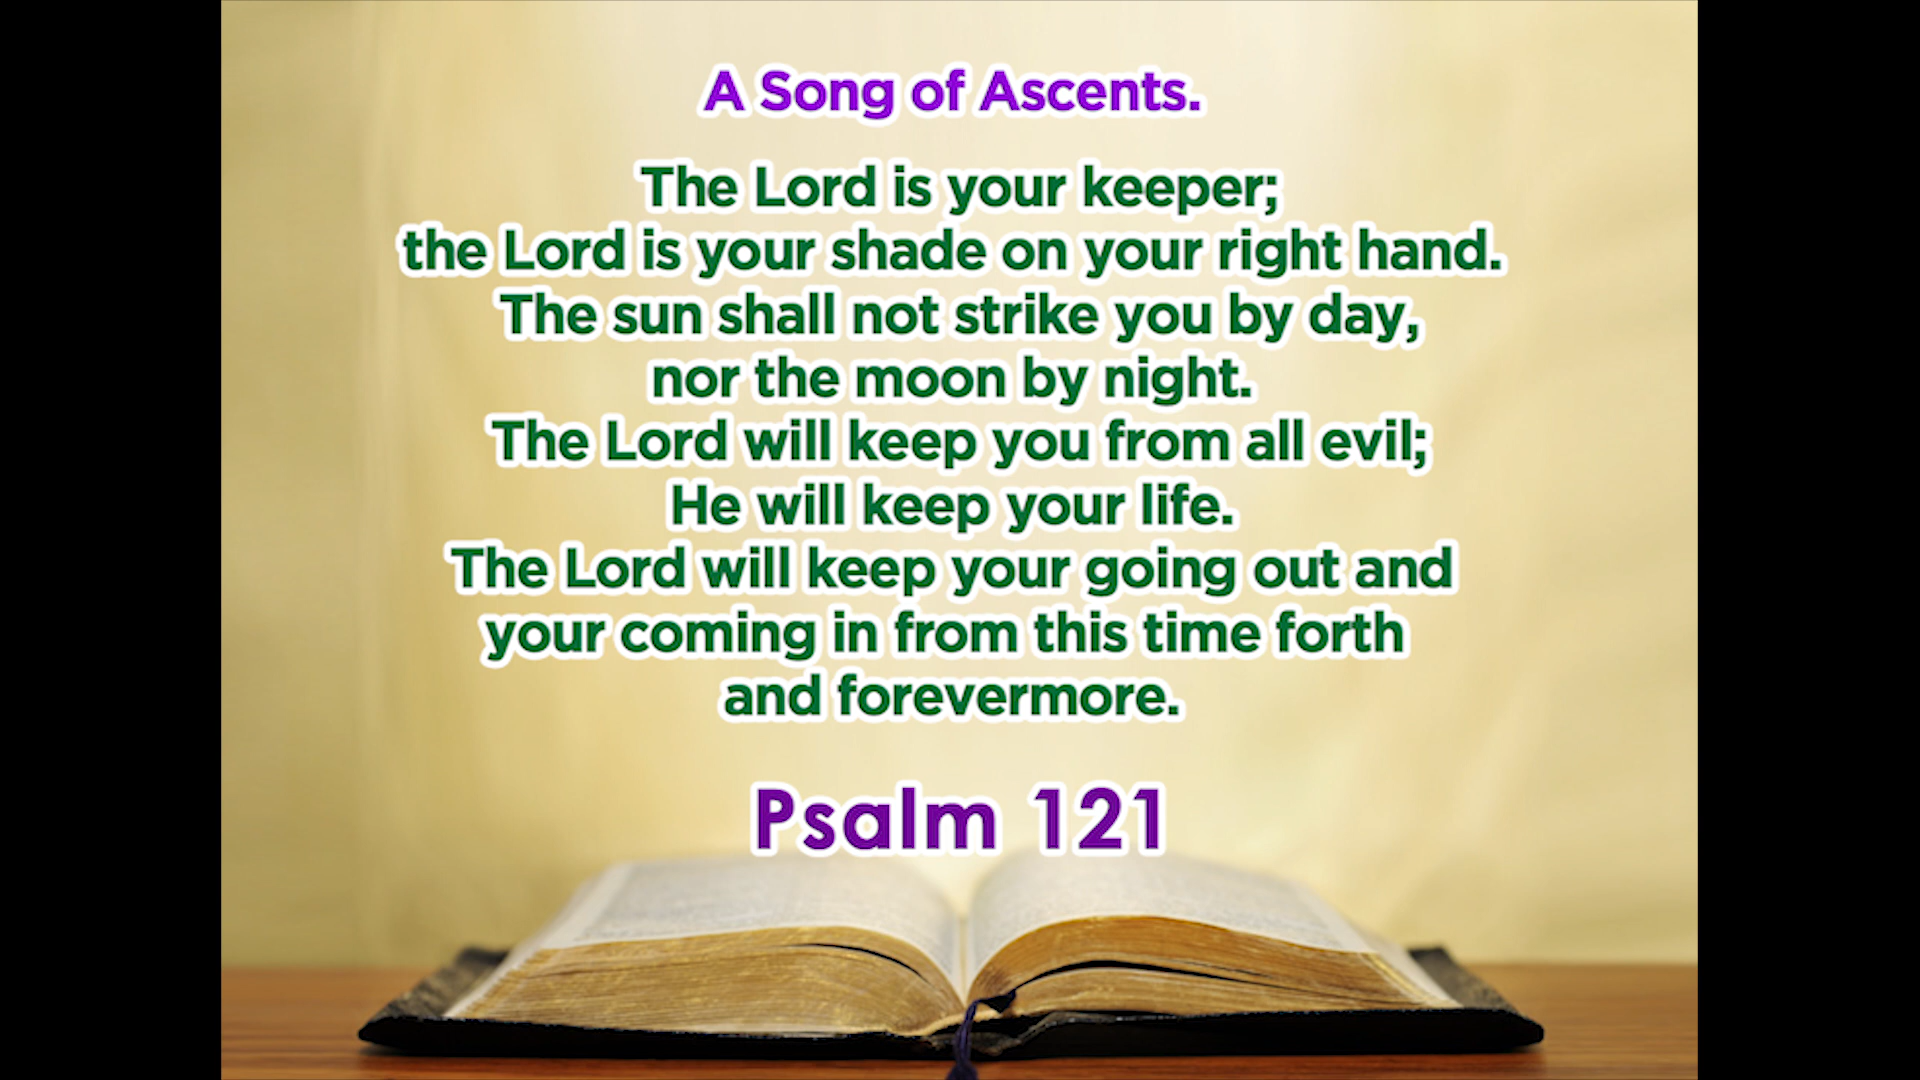 A Song of Ascents.
The Lord is your keeper;
the Lord is your shade on your right hand.
The sun shall not strike you by day,
nor the moon by night.
The Lord will keep you from all evil;
He will keep your life.
The Lord will keep your going out and
your coming in from this time forth
and forevermore.
Psalm 121